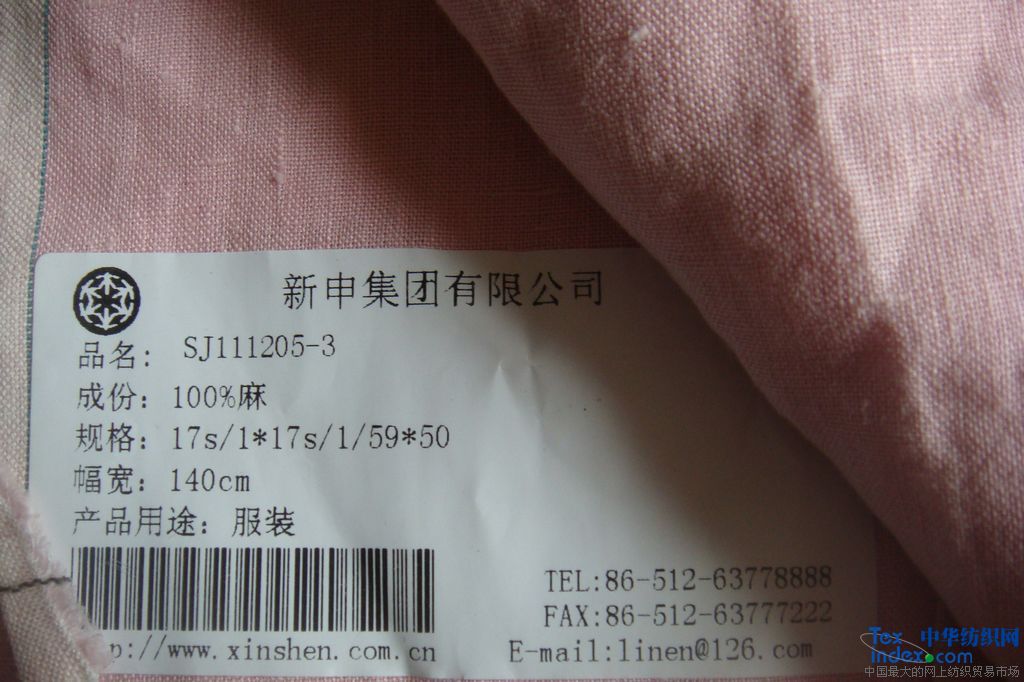 新申集团有限公司
品名: SJ111205-3
成份: 100%麻
规格: 17s/1*17s/1/59*50
幅宽: 140cm
产品用途: 服装
TEL:86-512-63778888
FAX:86-512-63777222
p://www.xinshen.com.cn
E-mail:linen@126.com
Tex 中华纺织网
Index.com
中国最大的网上纺织贸易市场